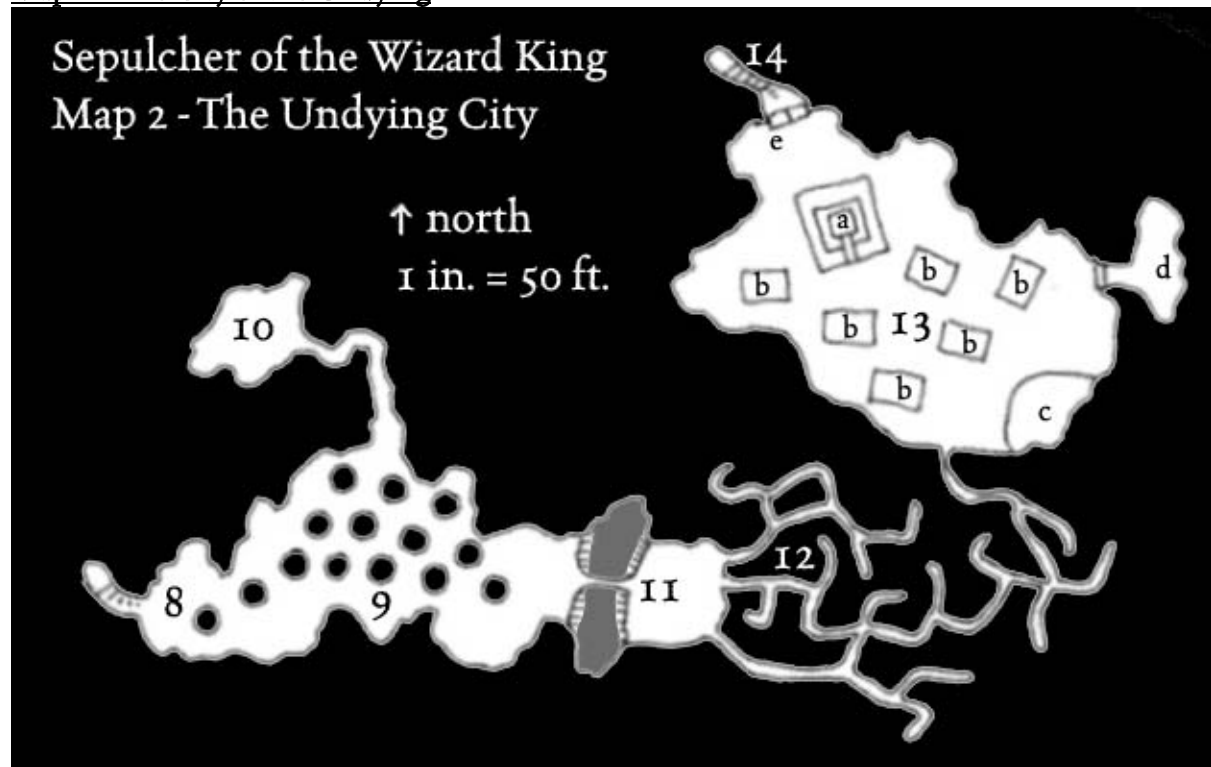 Sepulcher of the Wizard King
Map 2 - The Undying City
↑ north
1 in. = 50 ft.
14
e
a
b
b
b
d
b
13
b
b
c
10
12
8
9
11